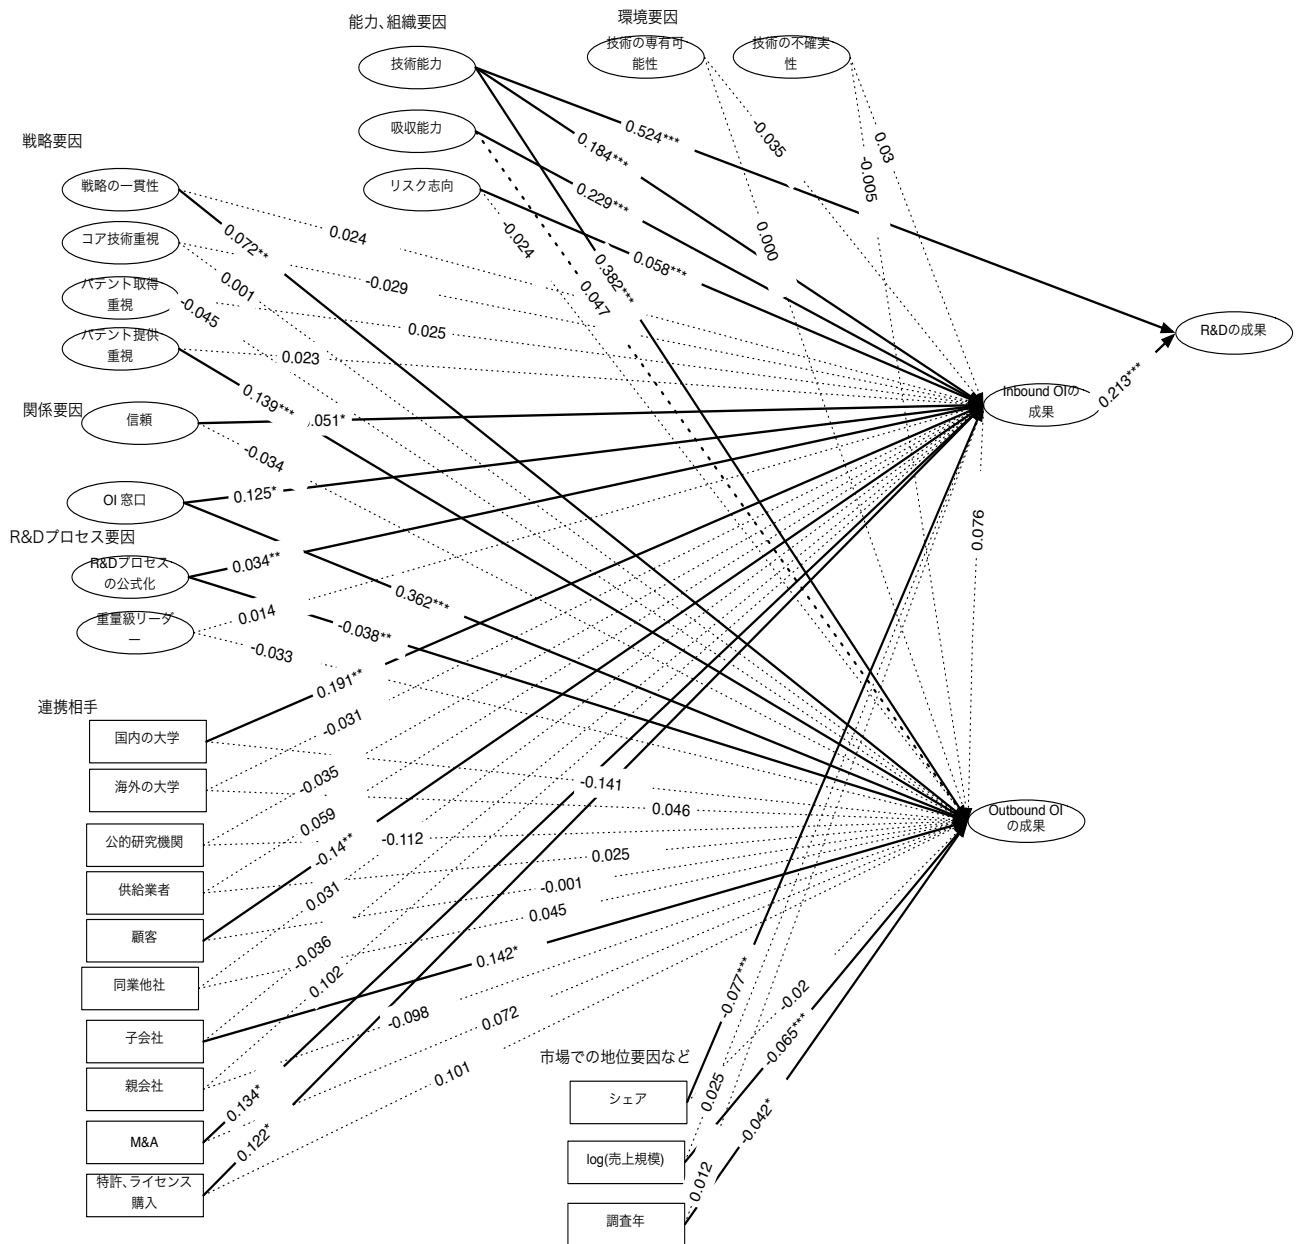 能力、組織要因
環境要因
技術能力
技術の専有可
能性
技術の不確実
性
吸収能力
リスク志向
戦略要因
戦略の一貫性
コア技術重視
パテント取得
重視
パテント提供
重視
関係要因
信頼
OI 窓口
R&Dプロセス要因
R&Dプロセス
の公式化
重量級リーダ
ー
連携相手
国内の大学
海外の大学
公的研究機関
供給業者
顧客
同業他社
子会社
親会社
M&A
特許、ライセンス
購入
市場での地位要因など
シェア
log(売上規模)
調査年
R&Dの成果
Inbound OIの
成果
Outbound OI
の成果
0.524***
0.184***
0.229***
0.058***
-0.035
0.03
-0.005
0.000
-0.024
0.382***
0.047
0.072**
0.024
0.001
-0.029
-0.045
0.025
0.023
0.139***
.051*
-0.034
0.125*
0.034**
0.362***
0.014
-0.038**
-0.033
0.213***
0.076
0.191**
-0.031
-0.035
0.059
-0.14**
0.031
-0.036
0.102
-0.141
0.046
-0.112
0.025
-0.001
0.045
0.142*
-0.098
0.072
0.101
0.134*
0.122*
-0.077***
-0.02
-0.065***
0.025
-0.042*
0.012